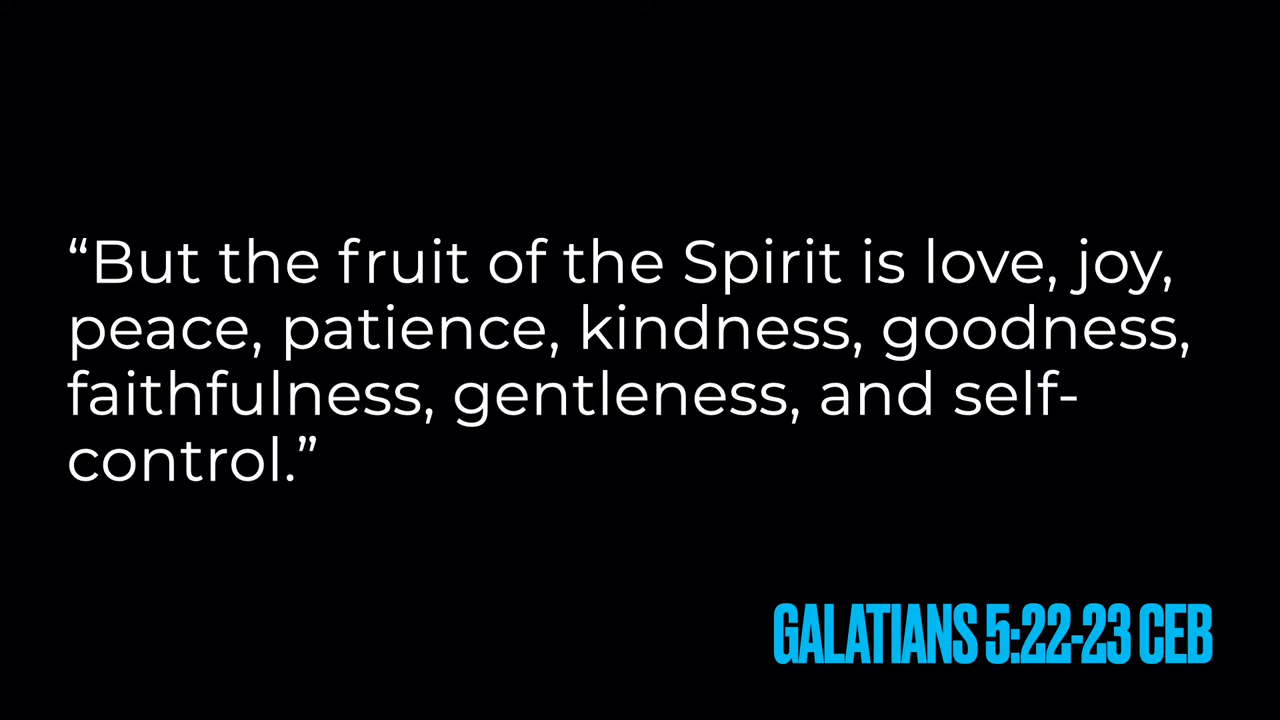 “But the fruit of the Spirit is love, joy,
peace, patience, kindness, goodness,
faithfulness, gentleness, and self-
control.”
GALATIANS 5:22-23 CEB